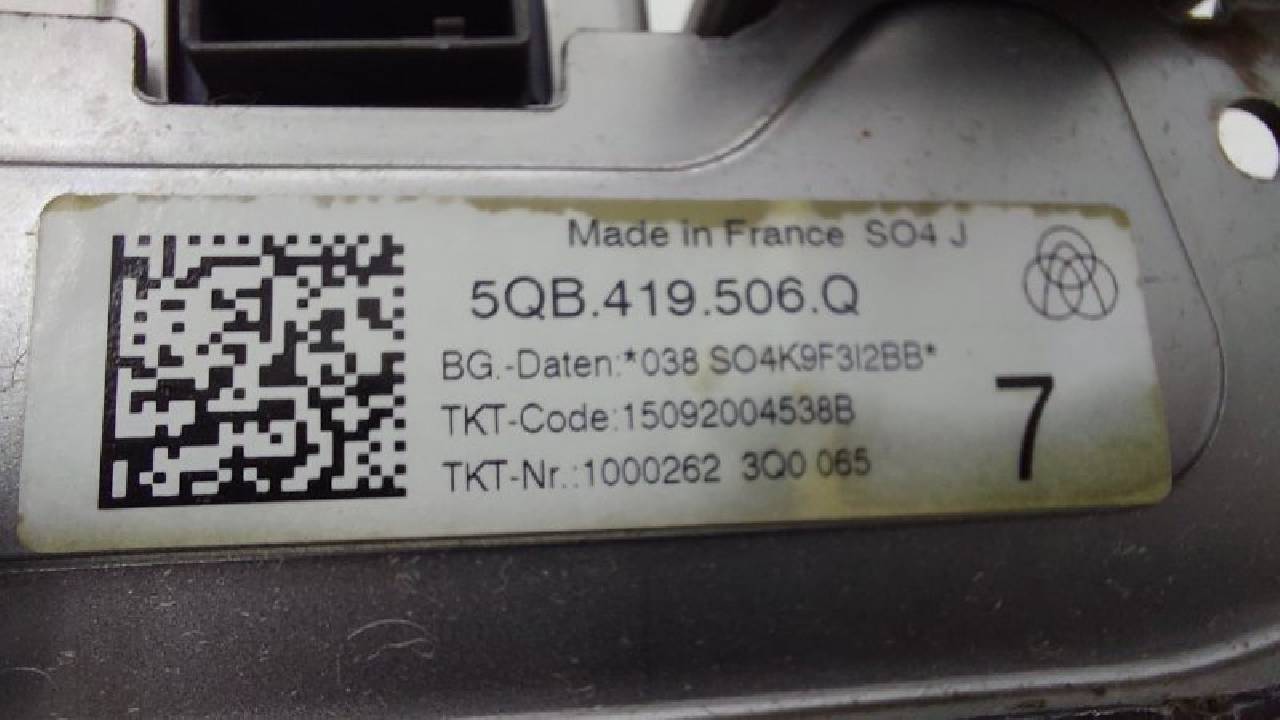 Made in France SO4 J
5QB.419.506.Q
BG.-Daten:*038 SO4K9F3I2BB*
TKT-Code:15092004538B
TKT-Nr.:1000262 3Q0 065
7